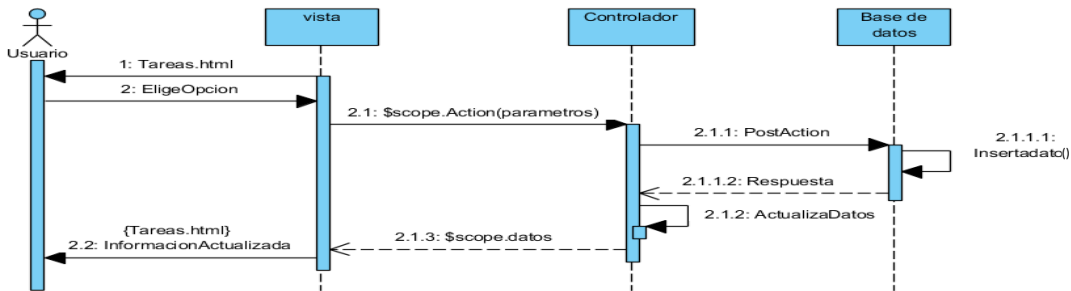 vista
Controlador
Base de
datos
Usuario
1: Tareas.html
2: EligeOpcion
2.1: $scope.Action(parametros)
2.1.1: PostAction
2.1.1.1:
Insertadato()
2.1.1.2: Respuesta
2.1.2: ActualizaDatos
{Tareas.html}
2.1.3: $scope.datos
2.2: InformacionActualizada